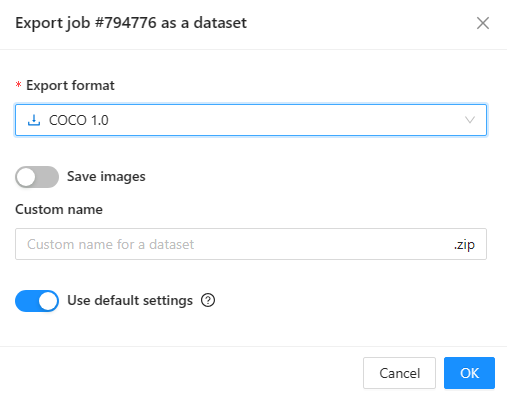 Export job #794776 as a dataset
* Export format
COCO 1.0
Save images
Custom name
Custom name for a dataset .zip
Use default settings ?
Cancel OK